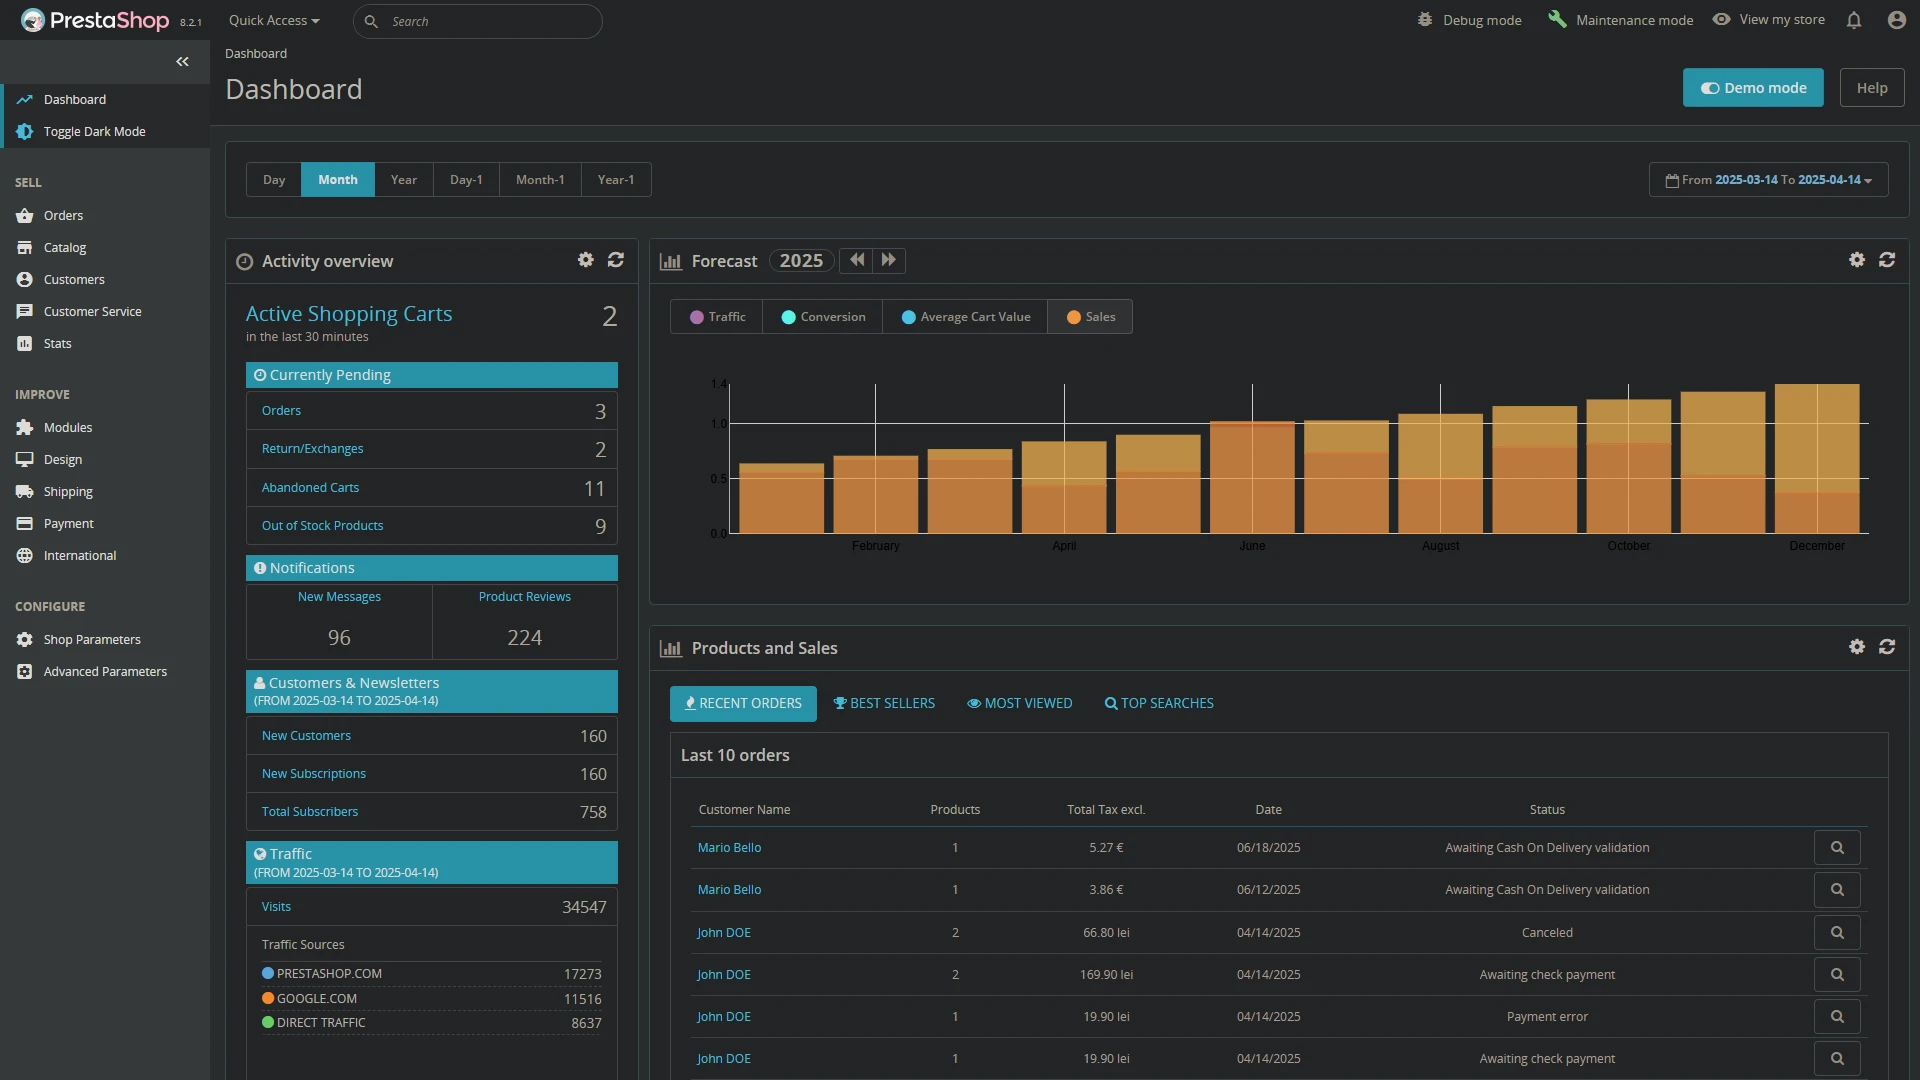 PrestaShop 8.2.1
Quick Access
Search
Debug mode
Maintenance mode
View my store
Dashboard
Dashboard
Demo mode
Help
Dashboard
Toggle Dark Mode
SELL
Orders
Catalog
Customers
Customer Service
Stats
IMPROVE
Modules
Design
Shipping
Payment
International
CONFIGURE
Shop Parameters
Advanced Parameters
Day Month Year Day-1 Month-1 Year-1
From 2025-03-14 To 2025-04-14
Activity overview
Active Shopping Carts 2
in the last 30 minutes
Currently Pending
Orders 3
Return/Exchanges 2
Abandoned Carts 11
Out of Stock Products 9
Notifications
New Messages Product Reviews
96 224
Customers & Newsletters
(FROM 2025-03-14 TO 2025-04-14)
New Customers 160
New Subscriptions 160
Total Subscribers 758
Traffic
(FROM 2025-03-14 TO 2025-04-14)
Visits 34547
Traffic Sources
PRESTASHOP.COM 17273
GOOGLE.COM 11516
DIRECT TRAFFIC 8637
Forecast 2025
Traffic Conversion Average Cart Value Sales
1.4
1.0
0.5
0.0
February April June August October December
Products and Sales
RECENT ORDERS BEST SELLERS MOST VIEWED TOP SEARCHES
Last 10 orders
Customer Name Products Total Tax excl. Date Status
Mario Bello 1 5.27 € 06/18/2025 Awaiting Cash On Delivery validation
Mario Bello 1 3.86 € 06/12/2025 Awaiting Cash On Delivery validation
John DOE 2 66.80 lei 04/14/2025 Canceled
John DOE 2 169.90 lei 04/14/2025 Awaiting check payment
John DOE 1 19.90 lei 04/14/2025 Payment error
John DOE 1 19.90 lei 04/14/2025 Awaiting check payment